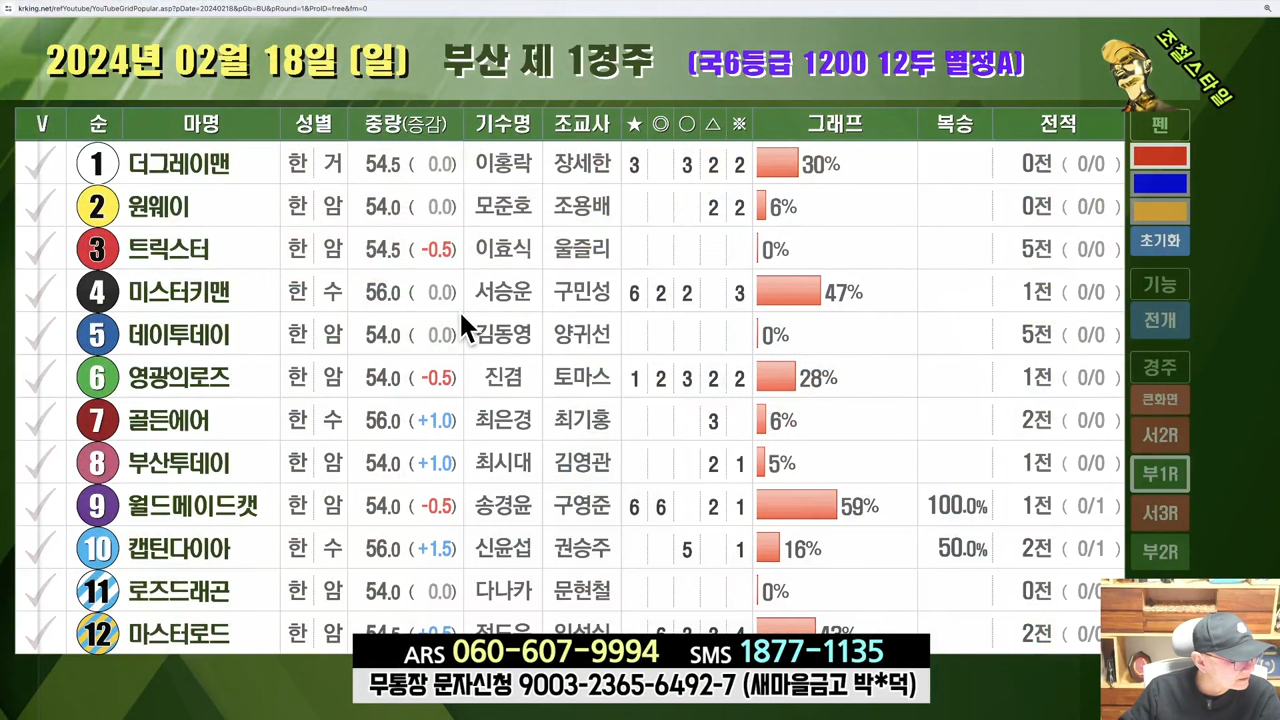 krking.net/refYoutube/YouTubeGridPopular.asp?pDate=20240218&pGb=BU&pRound=1&ProID=free&fm=0
2024년 02월 18일 (일) 부산 제 1경주 (국6등급 1200 12두 별정A)
조철스타일
V 순 마명 성별 중량(증감) 기수명 조교사 ★ ◎ ○ △ ※ 그래프 복승 전적
1 더그레이맨 한 거 54.5 ( 0.0) 이홍락 장세한 3 3 2 2 30% 0전 ( 0/0 )
2 원웨이 한 암 54.0 ( 0.0) 모준호 조용배 2 2 6% 0전 ( 0/0 )
3 트릭스터 한 암 54.5 ( -0.5) 이효식 울즐리 0% 5전 ( 0/0 )
4 미스터키맨 한 수 56.0 ( 0.0) 서승운 구민성 6 2 2 3 47% 1전 ( 0/0 )
5 데이투데이 한 암 54.0 ( 0.0) 김동영 양귀선 0% 5전 ( 0/0 )
6 영광의로즈 한 암 54.0 ( -0.5) 진겸 토마스 1 2 3 2 2 28% 1전 ( 0/0 )
7 골든에어 한 수 56.0 ( +1.0) 최은경 최기홍 3 6% 2전 ( 0/0 )
8 부산투데이 한 암 54.0 ( +1.0) 최시대 김영관 2 1 5% 1전 ( 0/0 )
9 월드메이드캣 한 암 54.0 ( -0.5) 송경윤 구영준 6 6 2 1 59% 100.0% 1전 ( 0/1 )
10 캡틴다이아 한 수 56.0 ( +1.5) 신윤섭 권승주 5 1 16% 50.0% 2전 ( 0/1 )
11 로즈드래곤 한 암 54.0 ( 0.0) 다나카 문현철 0% 0전 ( 0/0
12 마스터로드 한 암 2전 ( 0/0
펜
초기화
기능
전개
경주
큰화면
서2R
부1R
서3R
부2R
ARS 060-607-9994 SMS 1877-1135
무통장 문자신청 9003-2365-6492-7 (새마을금고 박*덕)